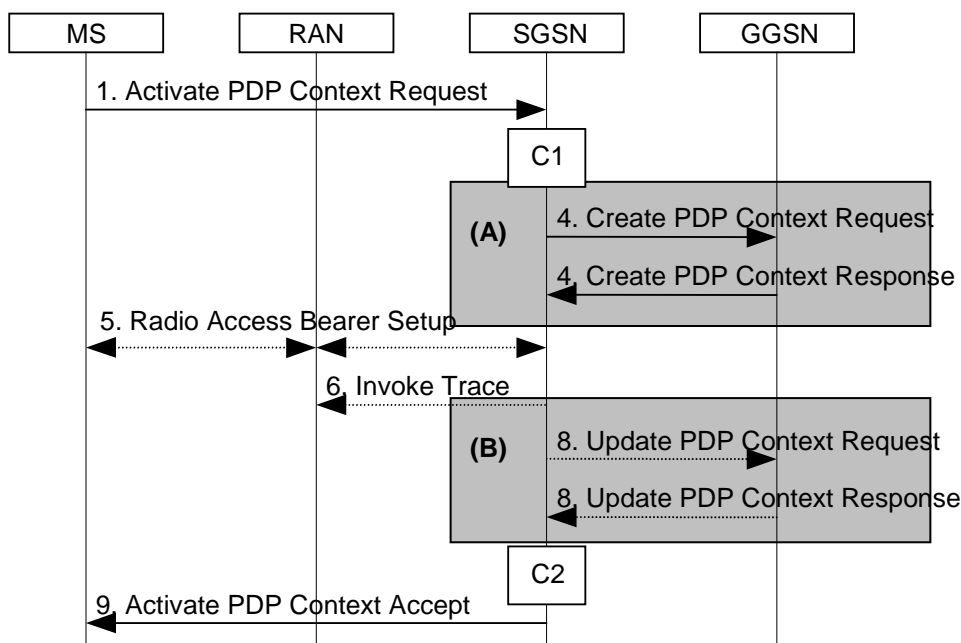 MS
RAN
SGSN
GGSN
1. Activate PDP Context Request
C1
(A)
4. Create PDP Context Request
4. Create PDP Context Response
5. Radio Access Bearer Setup
6. Invoke Trace
(B)
8. Update PDP Context Request
8. Update PDP Context Response
C2
9. Activate PDP Context Accept